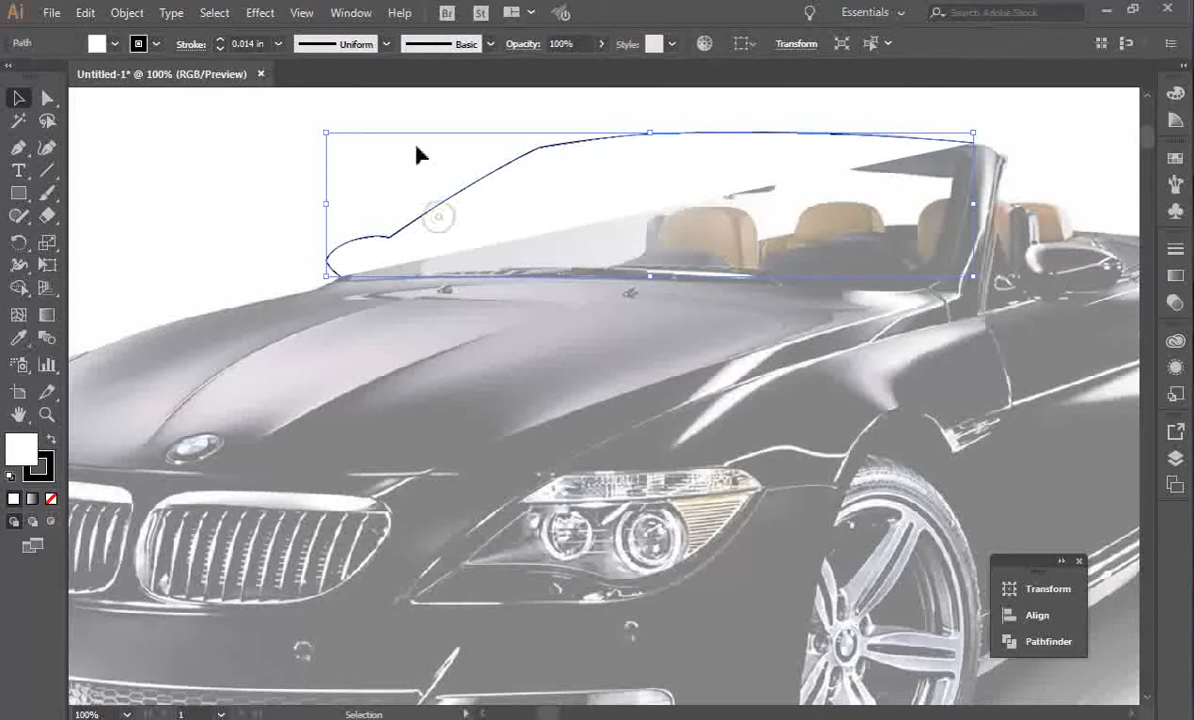 Ai File Edit Object Type Select Effect View Window Help Br St Essentials Search Adobe Stock
Path Stroke: 0.014 in Uniform Basic Opacity: 100% Style: Transform
Untitled-1* @ 100% (RGB/Preview)
Transform
Align
Pathfinder
100% 1 Selection